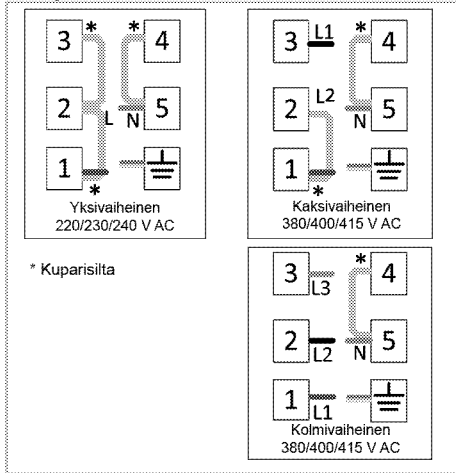 3 * * 4
2 L N 5
1 *
Yksivaiheinen
220/230/240 V AC
3 L1 * 4
2 L2 N 5
1 *
Kaksivaiheinen
380/400/415 V AC
* Kuparisilta
3 L3 * 4
2 L2 N 5
1 L1
Kolmivaiheinen
380/400/415 V AC